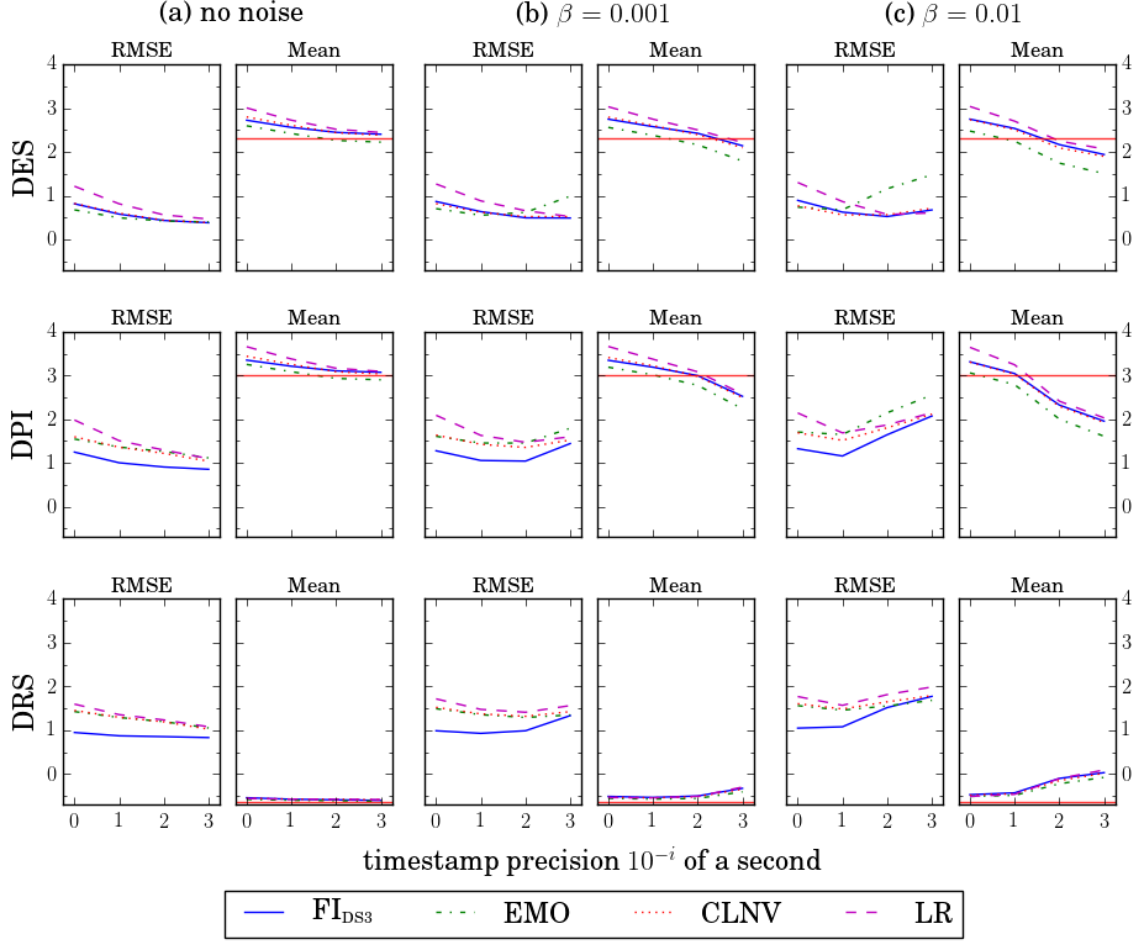 (a) no noise (b) β = 0.001 (c) β = 0.01
RMSE Mean RMSE Mean RMSE Mean
4 4
3 3
2 2
1 1
0 0
DES
RMSE Mean RMSE Mean RMSE Mean
4 4
3 3
2 2
1 1
0 0
DPI
RMSE Mean RMSE Mean RMSE Mean
4 4
3 3
2 2
1 1
0 0
DRS
0 1 2 3 0 1 2 3 0 1 2 3 0 1 2 3 0 1 2 3 0 1 2 3
timestamp precision 10⁻ⁱ of a second
FI_DS3 EMO CLNV LR